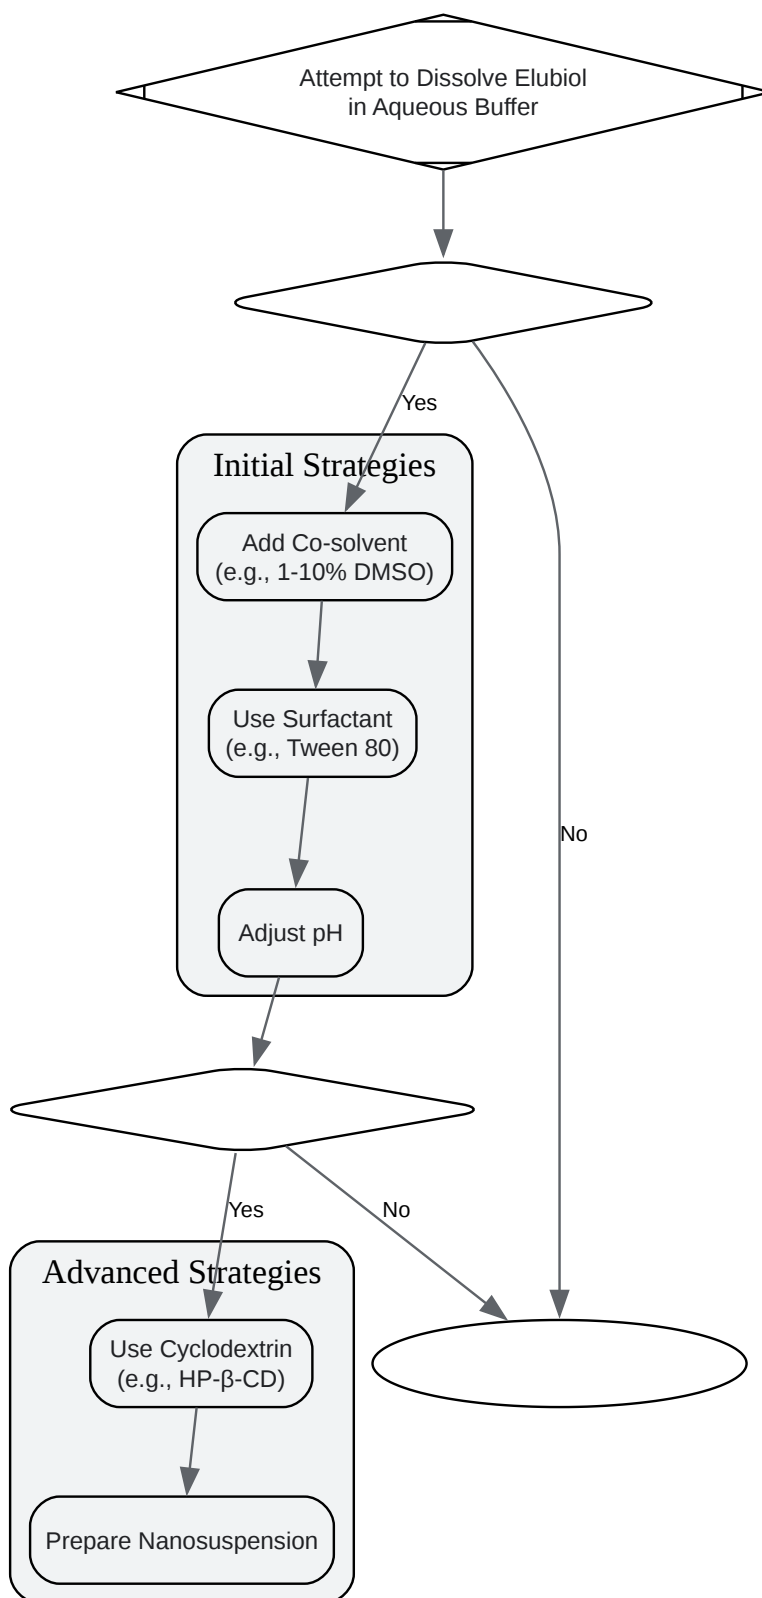 Attempt to Dissolve Elubiol
in Aqueous Buffer
Yes
Initial Strategies
Add Co-solvent
(e.g., 1-10% DMSO)
Use Surfactant
(e.g., Tween 80)
No
Adjust pH
Yes
No
Advanced Strategies
Use Cyclodextrin
(e.g., HP-β-CD)
Prepare Nanosuspension